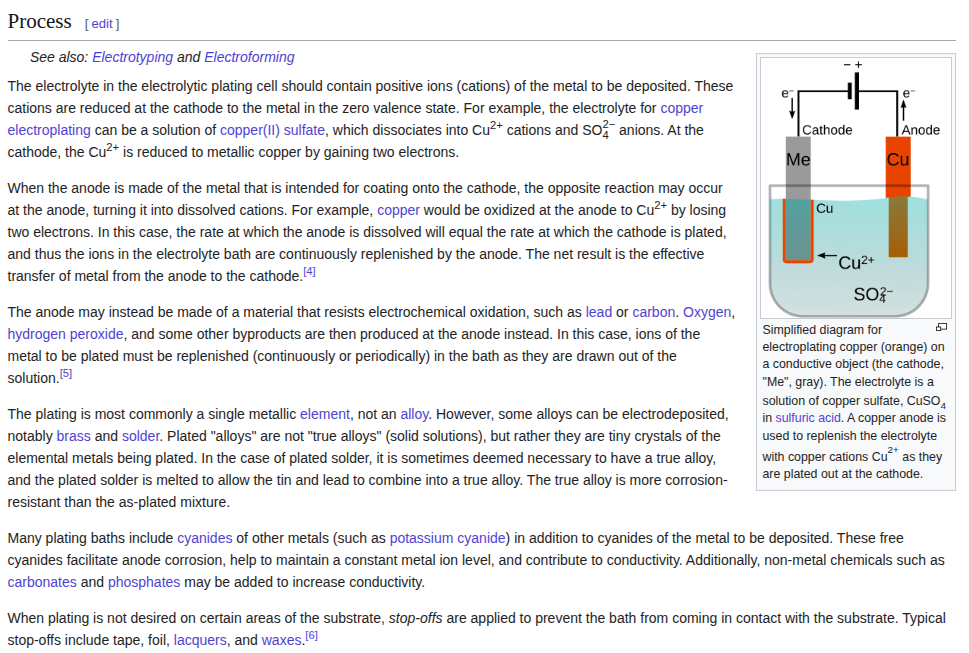 Process [ edit ]
See also: Electrotyping and Electroforming
The electrolyte in the electrolytic plating cell should contain positive ions (cations) of the metal to be deposited. These
cations are reduced at the cathode to the metal in the zero valence state. For example, the electrolyte for copper
electroplating can be a solution of copper(II) sulfate, which dissociates into Cu²⁺ cations and SO₄²⁻ anions. At the
cathode, the Cu²⁺ is reduced to metallic copper by gaining two electrons.
When the anode is made of the metal that is intended for coating onto the cathode, the opposite reaction may occur
at the anode, turning it into dissolved cations. For example, copper would be oxidized at the anode to Cu²⁺ by losing
two electrons. In this case, the rate at which the anode is dissolved will equal the rate at which the cathode is plated,
and thus the ions in the electrolyte bath are continuously replenished by the anode. The net result is the effective
transfer of metal from the anode to the cathode.[4]
The anode may instead be made of a material that resists electrochemical oxidation, such as lead or carbon. Oxygen,
hydrogen peroxide, and some other byproducts are then produced at the anode instead. In this case, ions of the
metal to be plated must be replenished (continuously or periodically) in the bath as they are drawn out of the
solution.[5]
The plating is most commonly a single metallic element, not an alloy. However, some alloys can be electrodeposited,
notably brass and solder. Plated "alloys" are not "true alloys" (solid solutions), but rather they are tiny crystals of the
elemental metals being plated. In the case of plated solder, it is sometimes deemed necessary to have a true alloy,
and the plated solder is melted to allow the tin and lead to combine into a true alloy. The true alloy is more corrosion-
resistant than the as-plated mixture.
Many plating baths include cyanides of other metals (such as potassium cyanide) in addition to cyanides of the metal to be deposited. These free
cyanides facilitate anode corrosion, help to maintain a constant metal ion level, and contribute to conductivity. Additionally, non-metal chemicals such as
carbonates and phosphates may be added to increase conductivity.
When plating is not desired on certain areas of the substrate, stop-offs are applied to prevent the bath from coming in contact with the substrate. Typical
stop-offs include tape, foil, lacquers, and waxes.[6]
− +
e⁻ e⁻
Cathode Anode
Me Cu
Cu
Cu²⁺
SO₄²⁻
Simplified diagram for
electroplating copper (orange) on
a conductive object (the cathode,
"Me", gray). The electrolyte is a
solution of copper sulfate, CuSO₄
in sulfuric acid. A copper anode is
used to replenish the electrolyte
with copper cations Cu²⁺ as they
are plated out at the cathode.